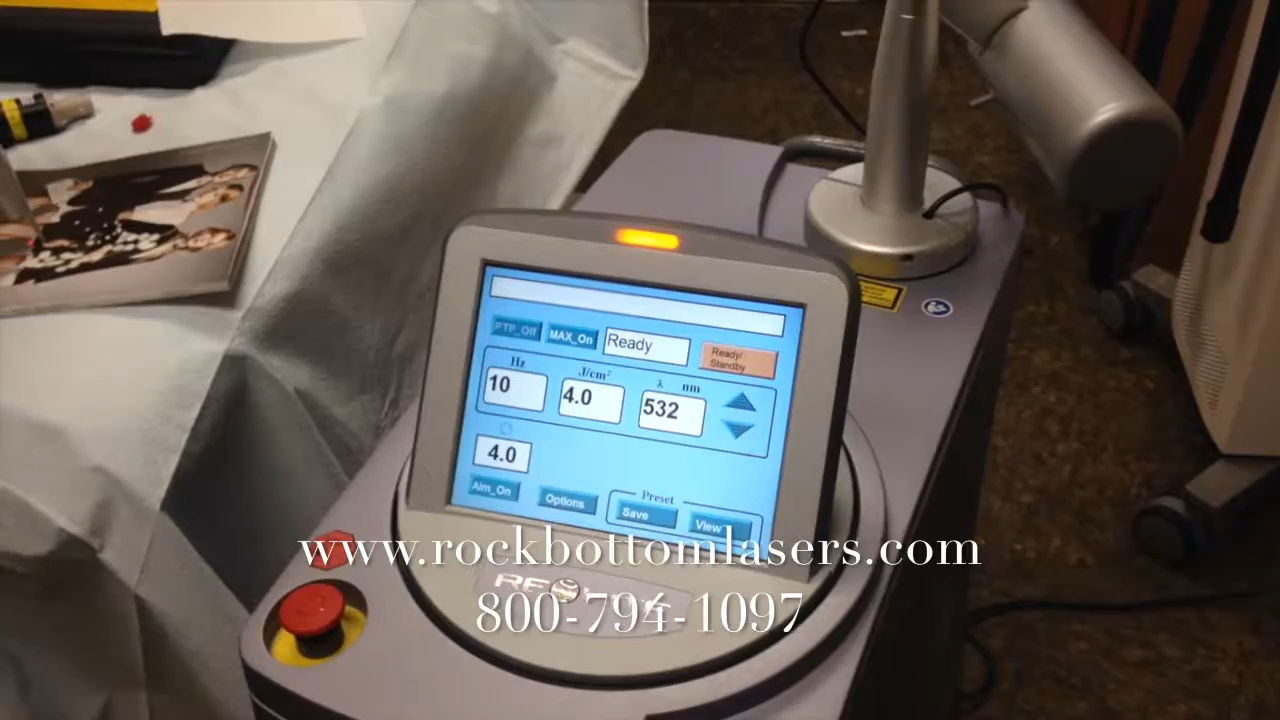 PTP_Off MAX_On Ready Ready/
Standby
Hz J/cm² λ nm
10 4.0 532
4.0
Aim_On Options Preset
Save View
www.rockbottomlasers.com
800-794-1097